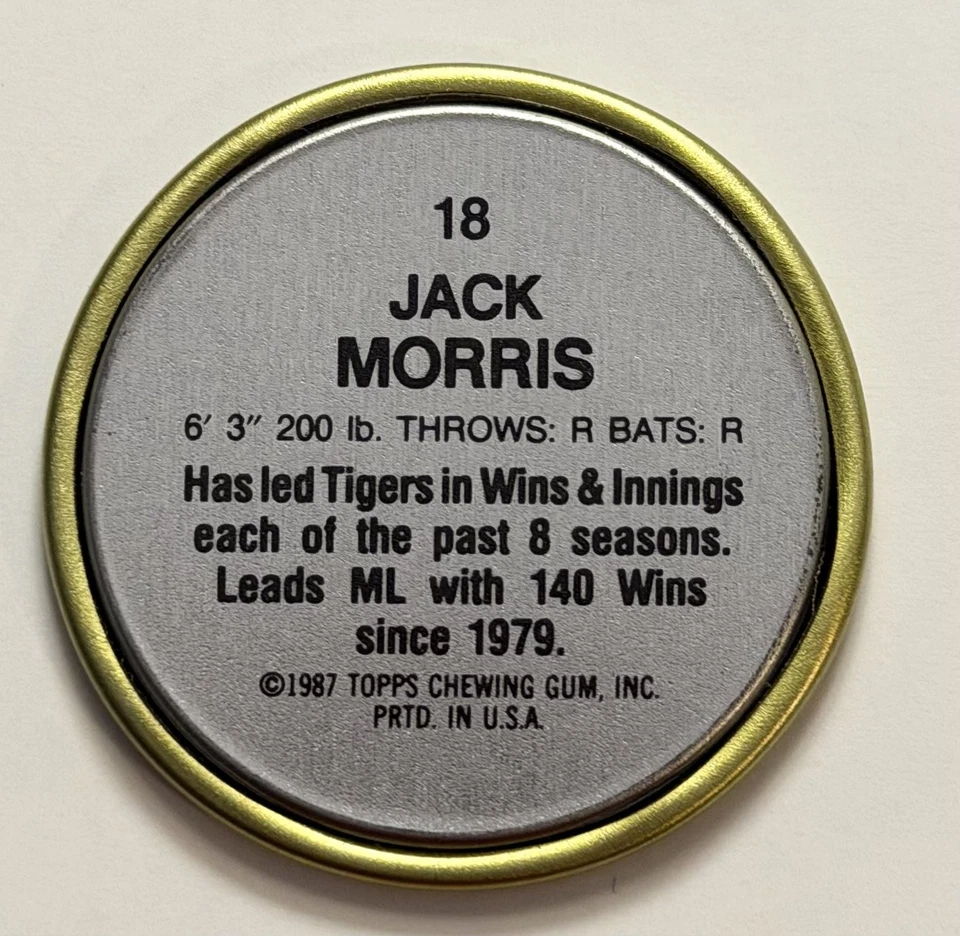 18
JACK
MORRIS
6' 3" 200 lb. THROWS: R BATS: R
Has led Tigers in Wins & Innings
each of the past 8 seasons.
Leads ML with 140 Wins
since 1979.
©1987 TOPPS CHEWING GUM, INC.
PRTD. IN U.S.A.